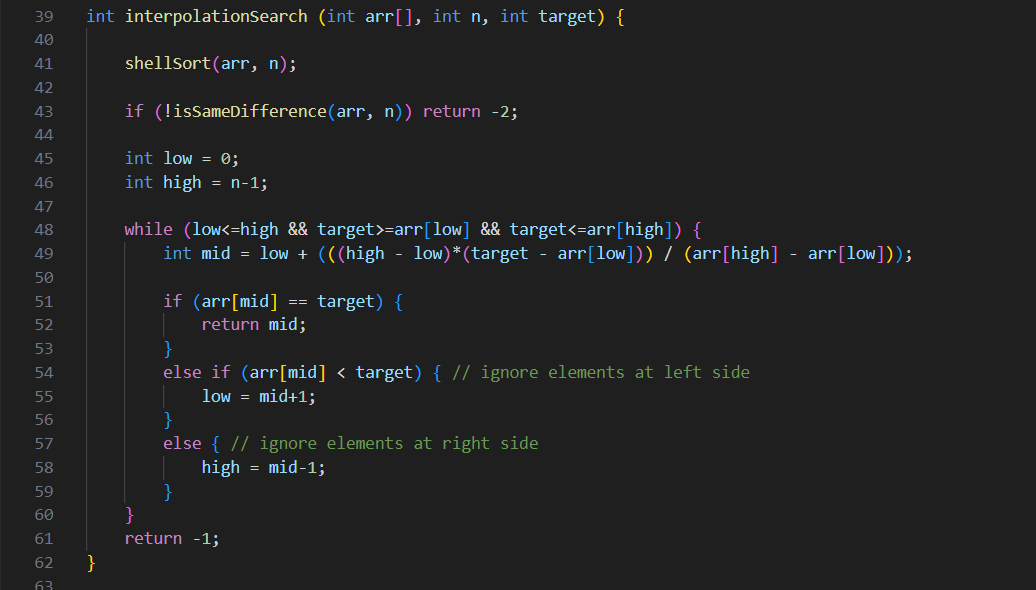 39 int interpolationSearch (int arr[], int n, int target) {
40
41     shellSort(arr, n);
42
43     if (!isSameDifference(arr, n)) return -2;
44
45     int low = 0;
46     int high = n-1;
47
48     while (low<=high && target>=arr[low] && target<=arr[high]) {
49         int mid = low + (((high - low)*(target - arr[low])) / (arr[high] - arr[low]));
50
51         if (arr[mid] == target) {
52             return mid;
53         }
54         else if (arr[mid] < target) { // ignore elements at left side
55             low = mid+1;
56         }
57         else { // ignore elements at right side
58             high = mid-1;
59         }
60     }
61     return -1;
62 }
63